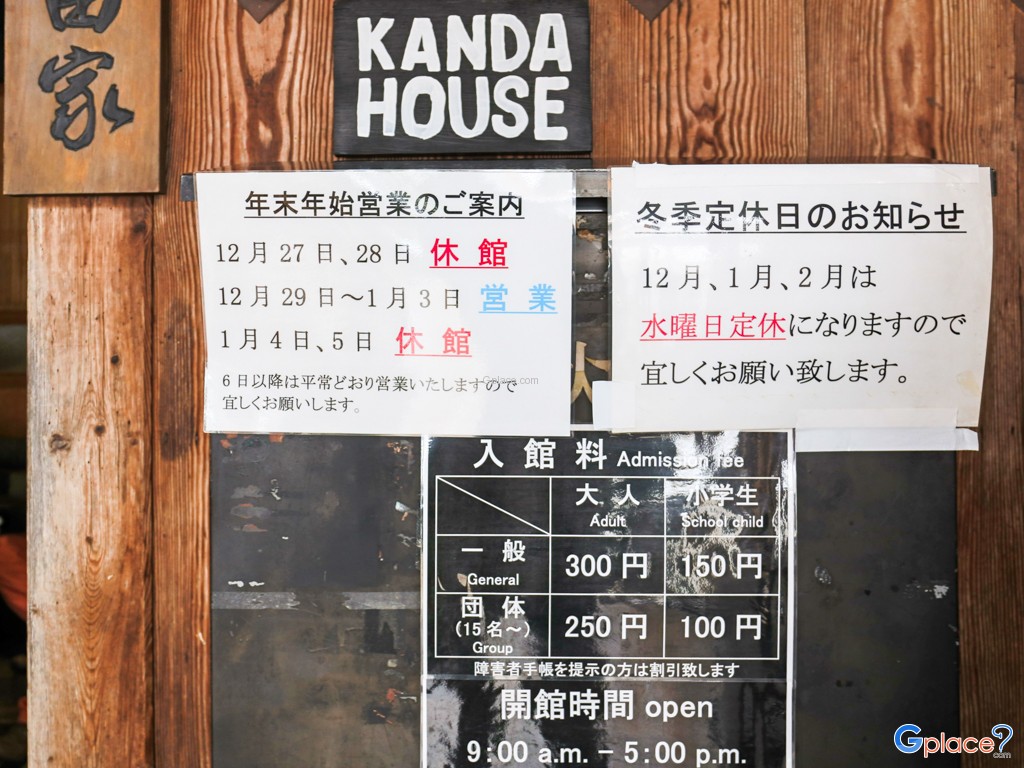 家
KANDA
HOUSE
年末年始営業のご案内
12月27日、28日 休館
12月29日～1月3日 営業
1月4日、5日 休館
6日以降は平常どおり営業いたしますので
宜しくお願いします。
Gplace.com
冬季定休日のお知らせ
12月、1月、2月は
水曜日定休になりますので
宜しくお願い致します。
入館料 Admission fee
大人 小学生
Adult School child
一般 300円 150円
General
団体
(15名～) 250円 100円
Group
障害者手帳を提示の方は割引致します
開館時間 open
9:00 a.m. － 5:00 p.m.
Gplace?.com